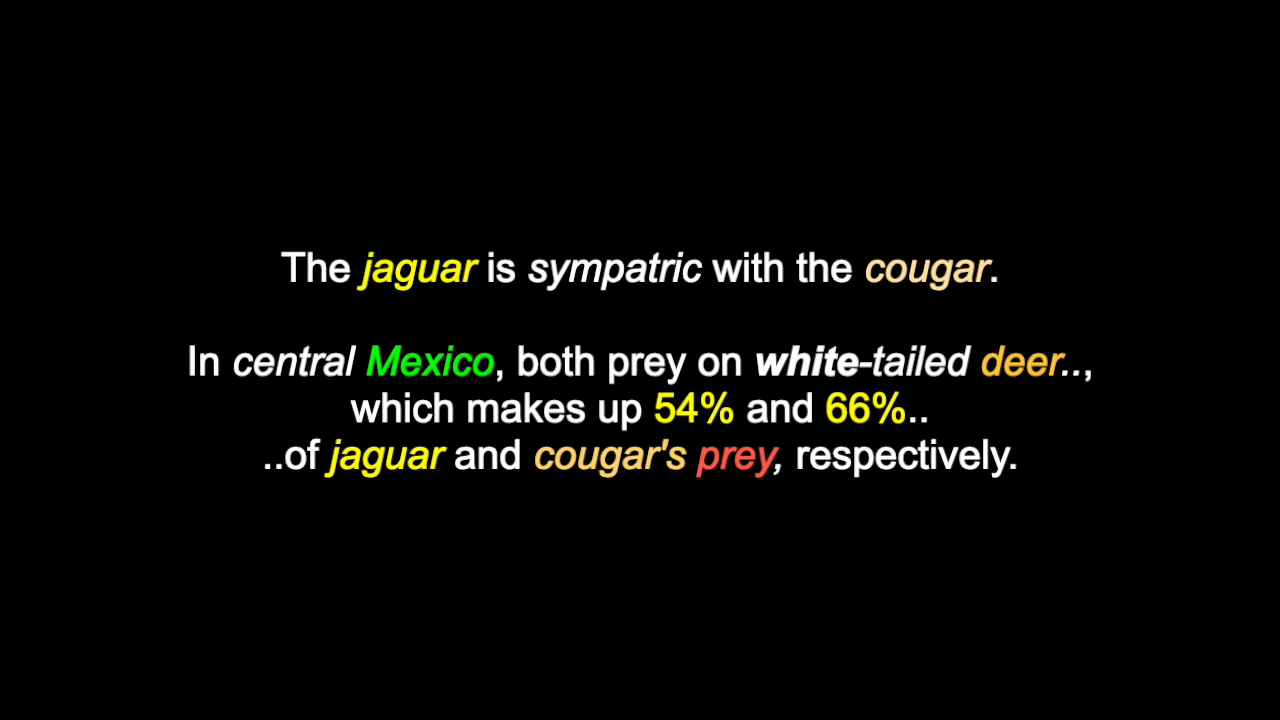 The jaguar is sympatric with the cougar.
In central Mexico, both prey on white-tailed deer..,
which makes up 54% and 66%..
..of jaguar and cougar's prey, respectively.